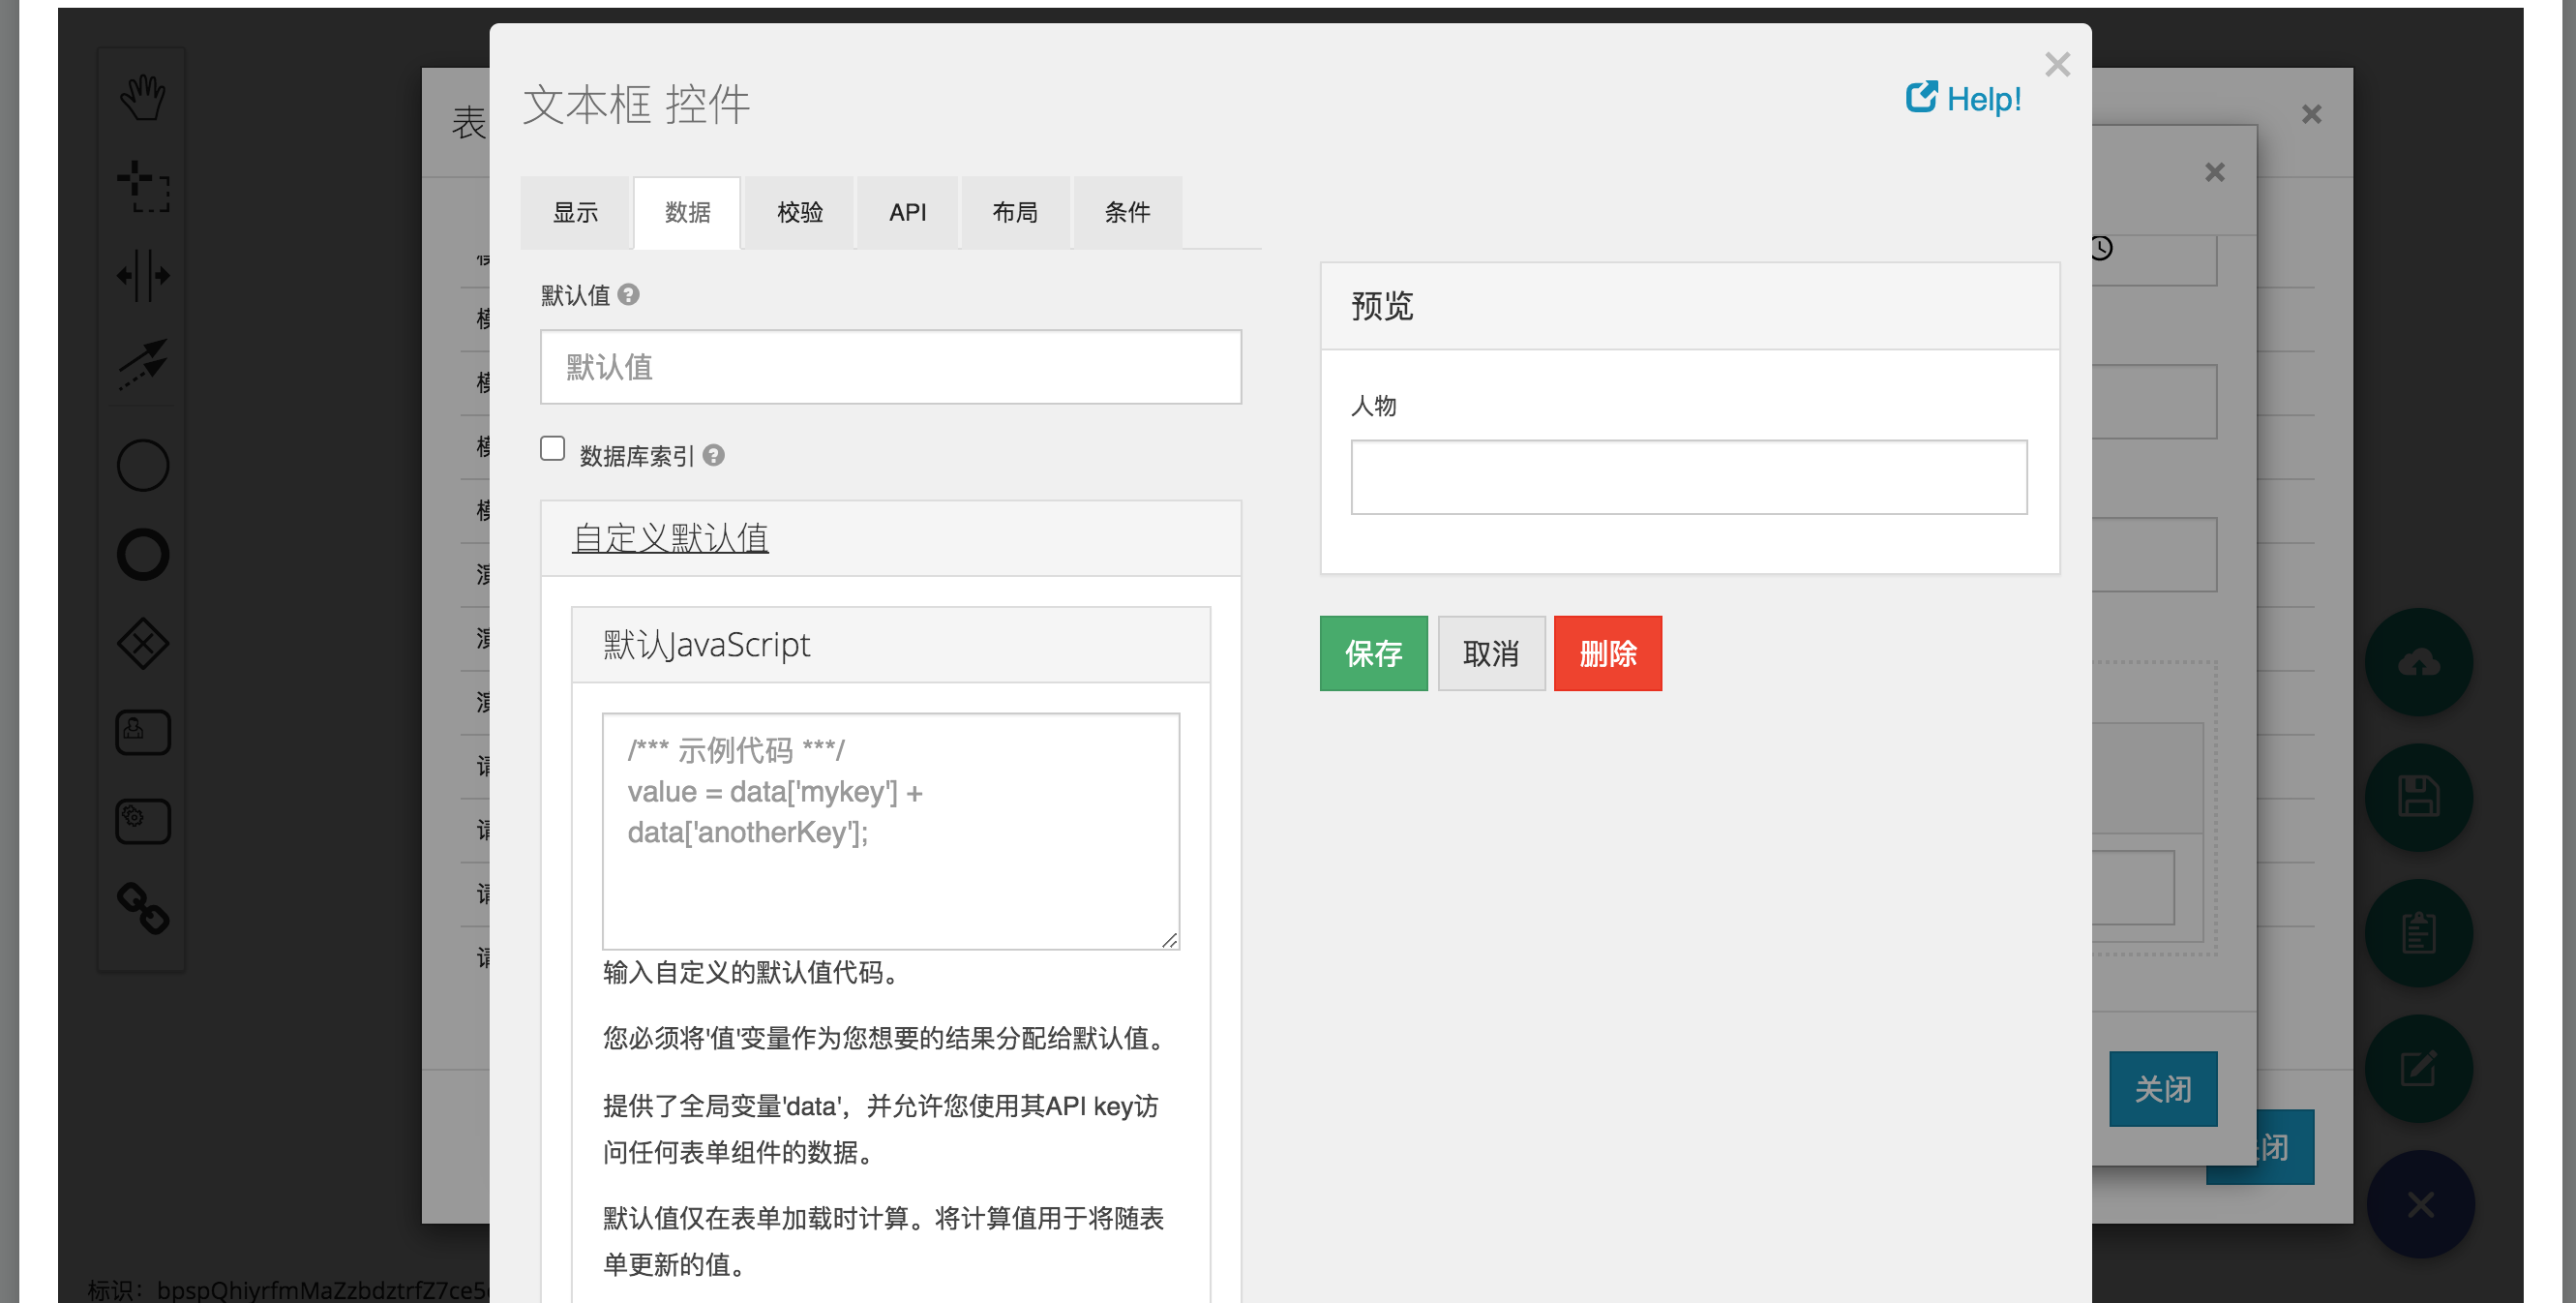 表
文本框 控件
Help!
显示 数据 校验 API 布局 条件
默认值
默认值
数据库索引
自定义默认值
默认JavaScript
/*** 示例代码 ***/
value = data['mykey'] +
data['anotherKey'];
输入自定义的默认值代码。
您必须将'值'变量作为您想要的结果分配给默认值。
提供了全局变量'data'，并允许您使用其API key访
问任何表单组件的数据。
默认值仅在表单加载时计算。将计算值用于将随表
单更新的值。
预览
人物
保存 取消 删除
关闭
闭
标识：bpspQhiyrfmMaZzbdztrfZ7ce5